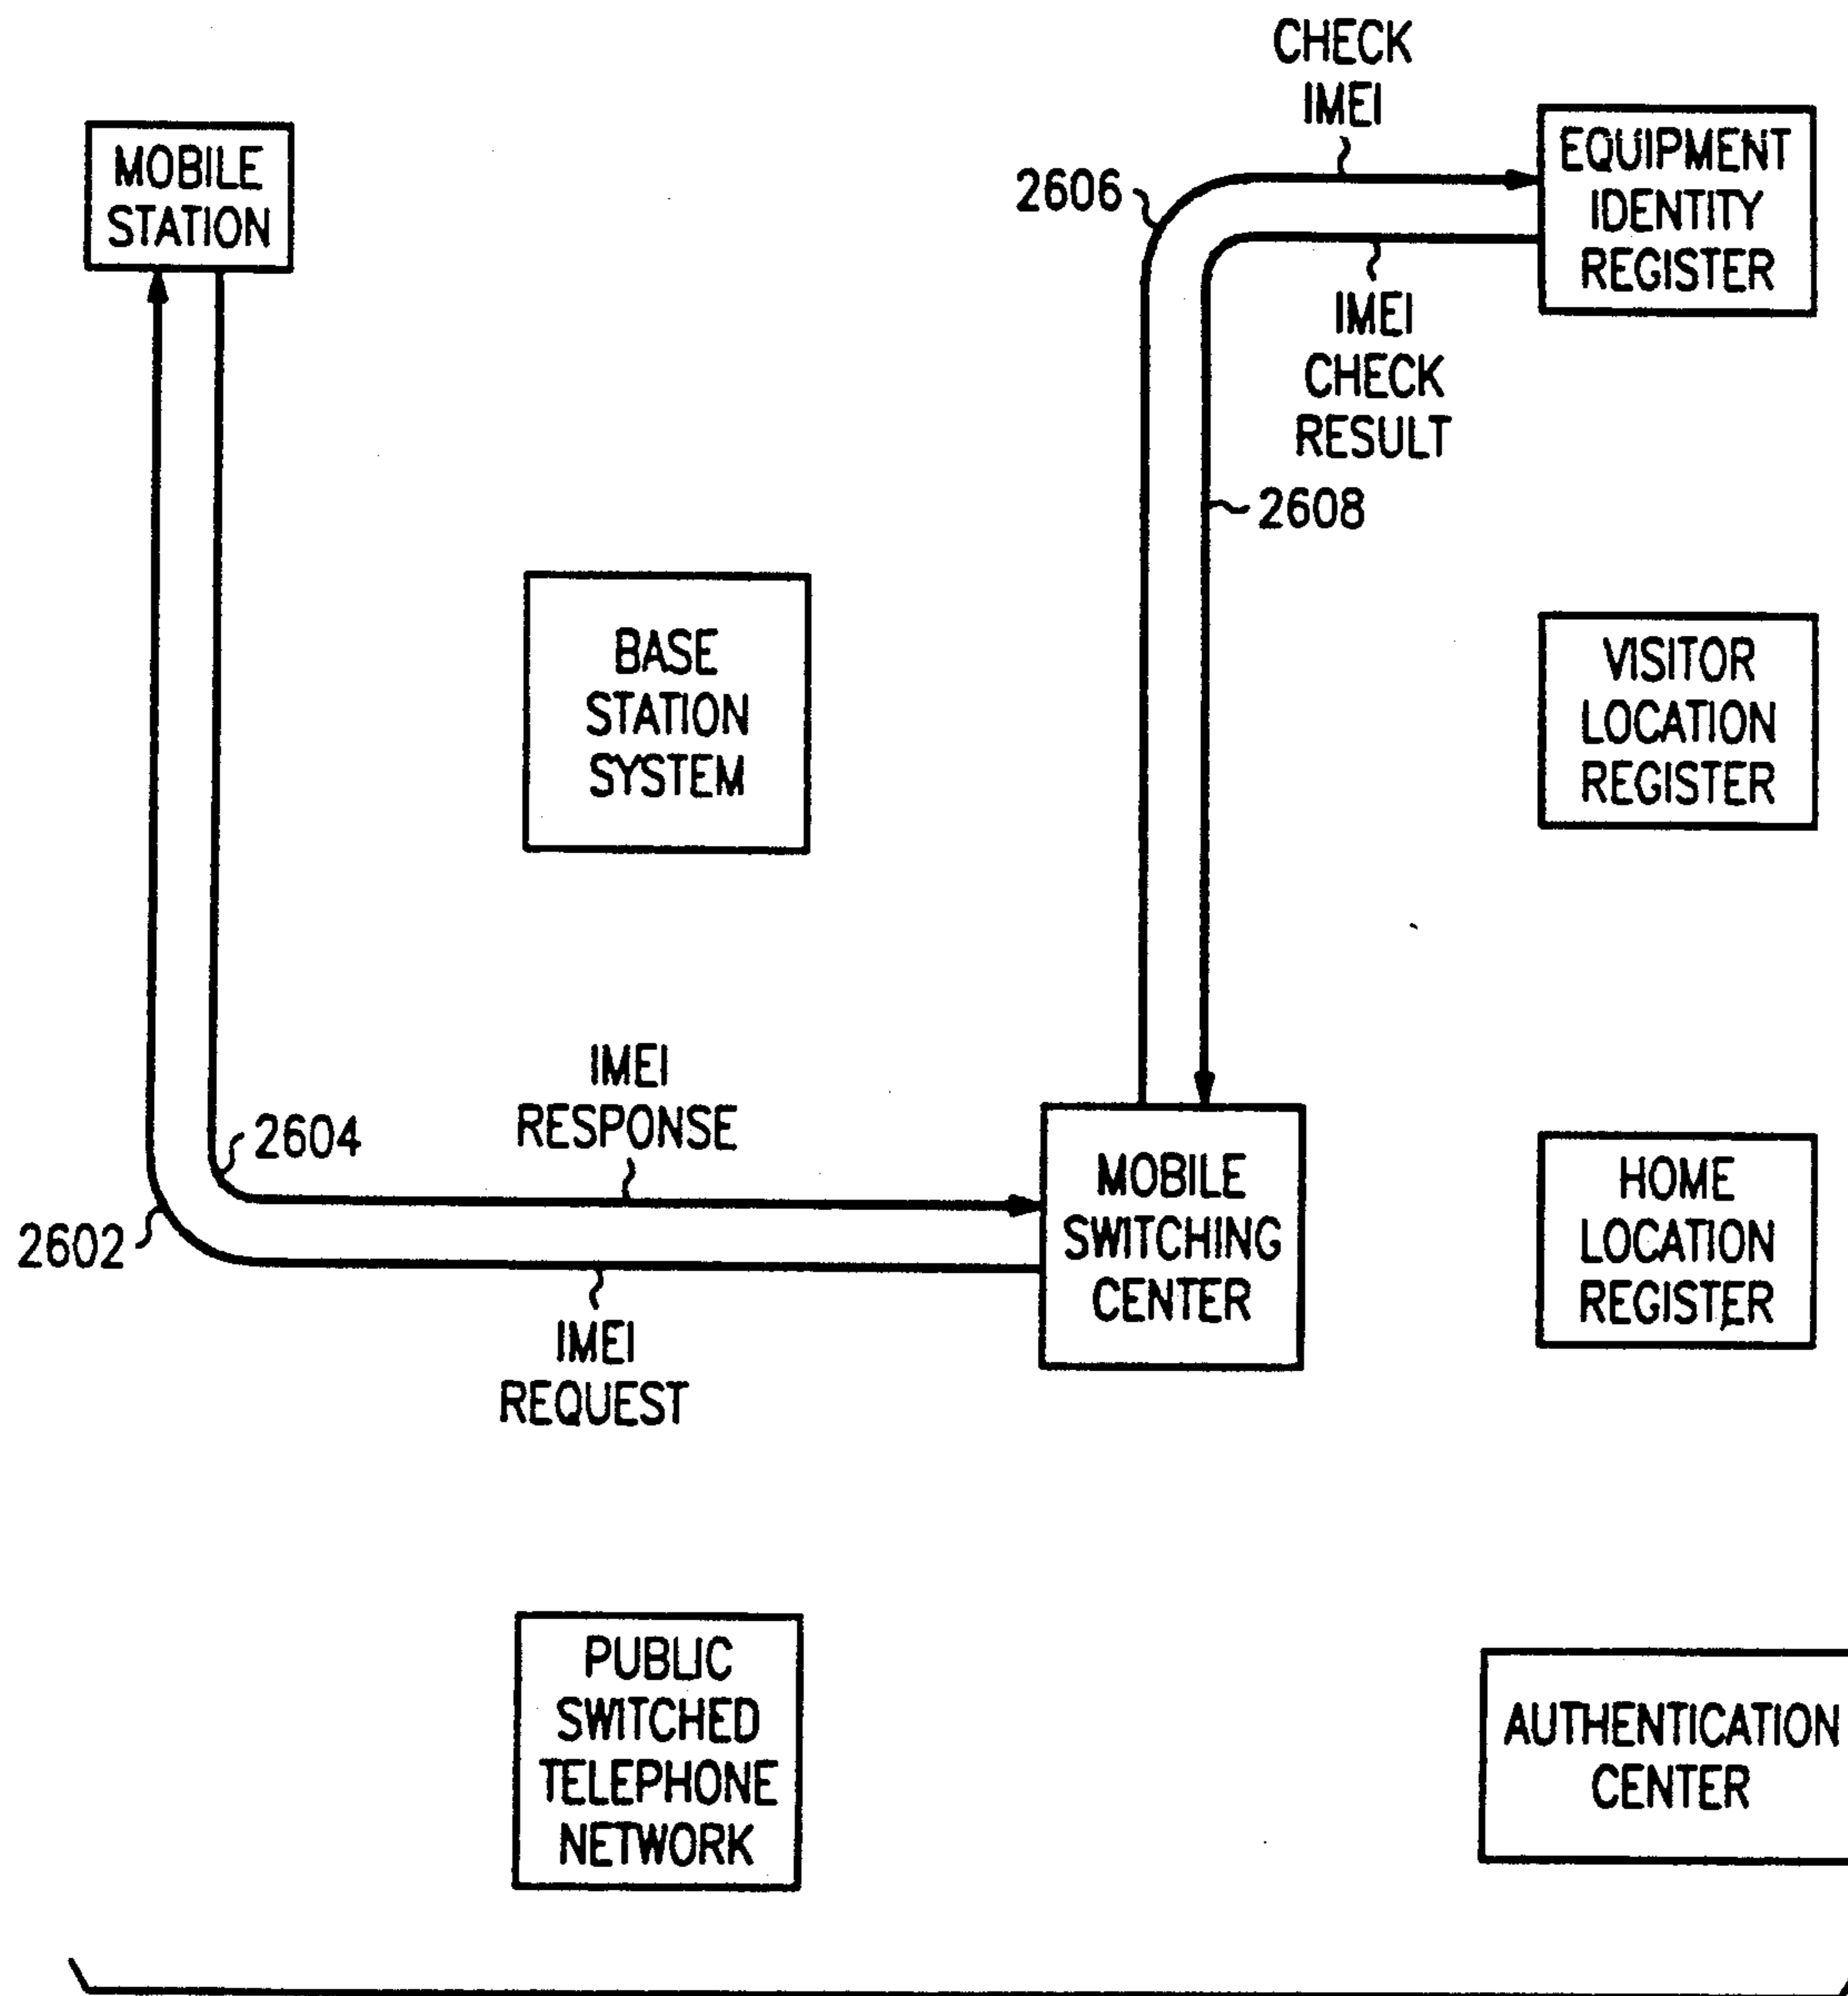 CHECK
IMEI
MOBILE
STATION
2606
EQUIPMENT
IDENTITY
REGISTER
IMEI
CHECK
RESULT
2608
BASE
STATION
SYSTEM
VISITOR
LOCATION
REGISTER
IMEI
RESPONSE
2604
2602
MOBILE
SWITCHING
CENTER
HOME
LOCATION
REGISTER
IMEI
REQUEST
PUBLIC
SWITCHED
TELEPHONE
NETWORK
AUTHENTICATION
CENTER